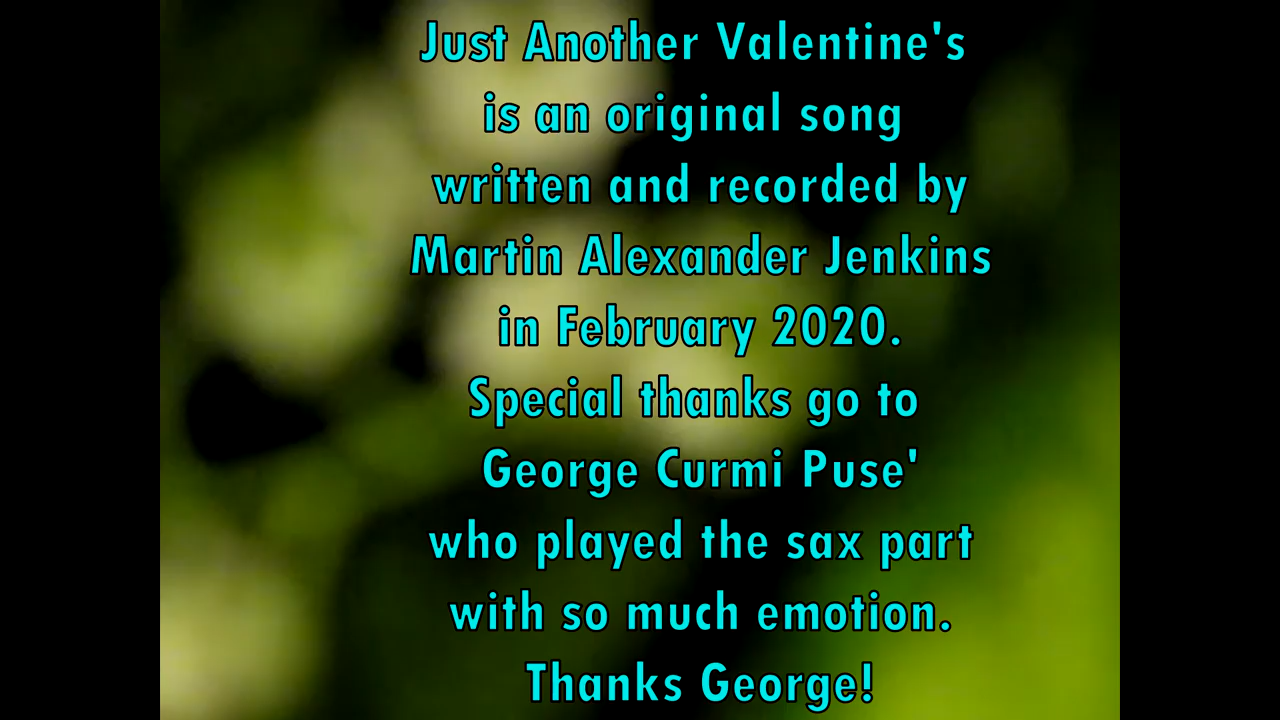 Just Another Valentine's
is an original song
written and recorded by
Martin Alexander Jenkins
in February 2020.
Special thanks go to
George Curmi Puse'
who played the sax part
with so much emotion.
Thanks George!